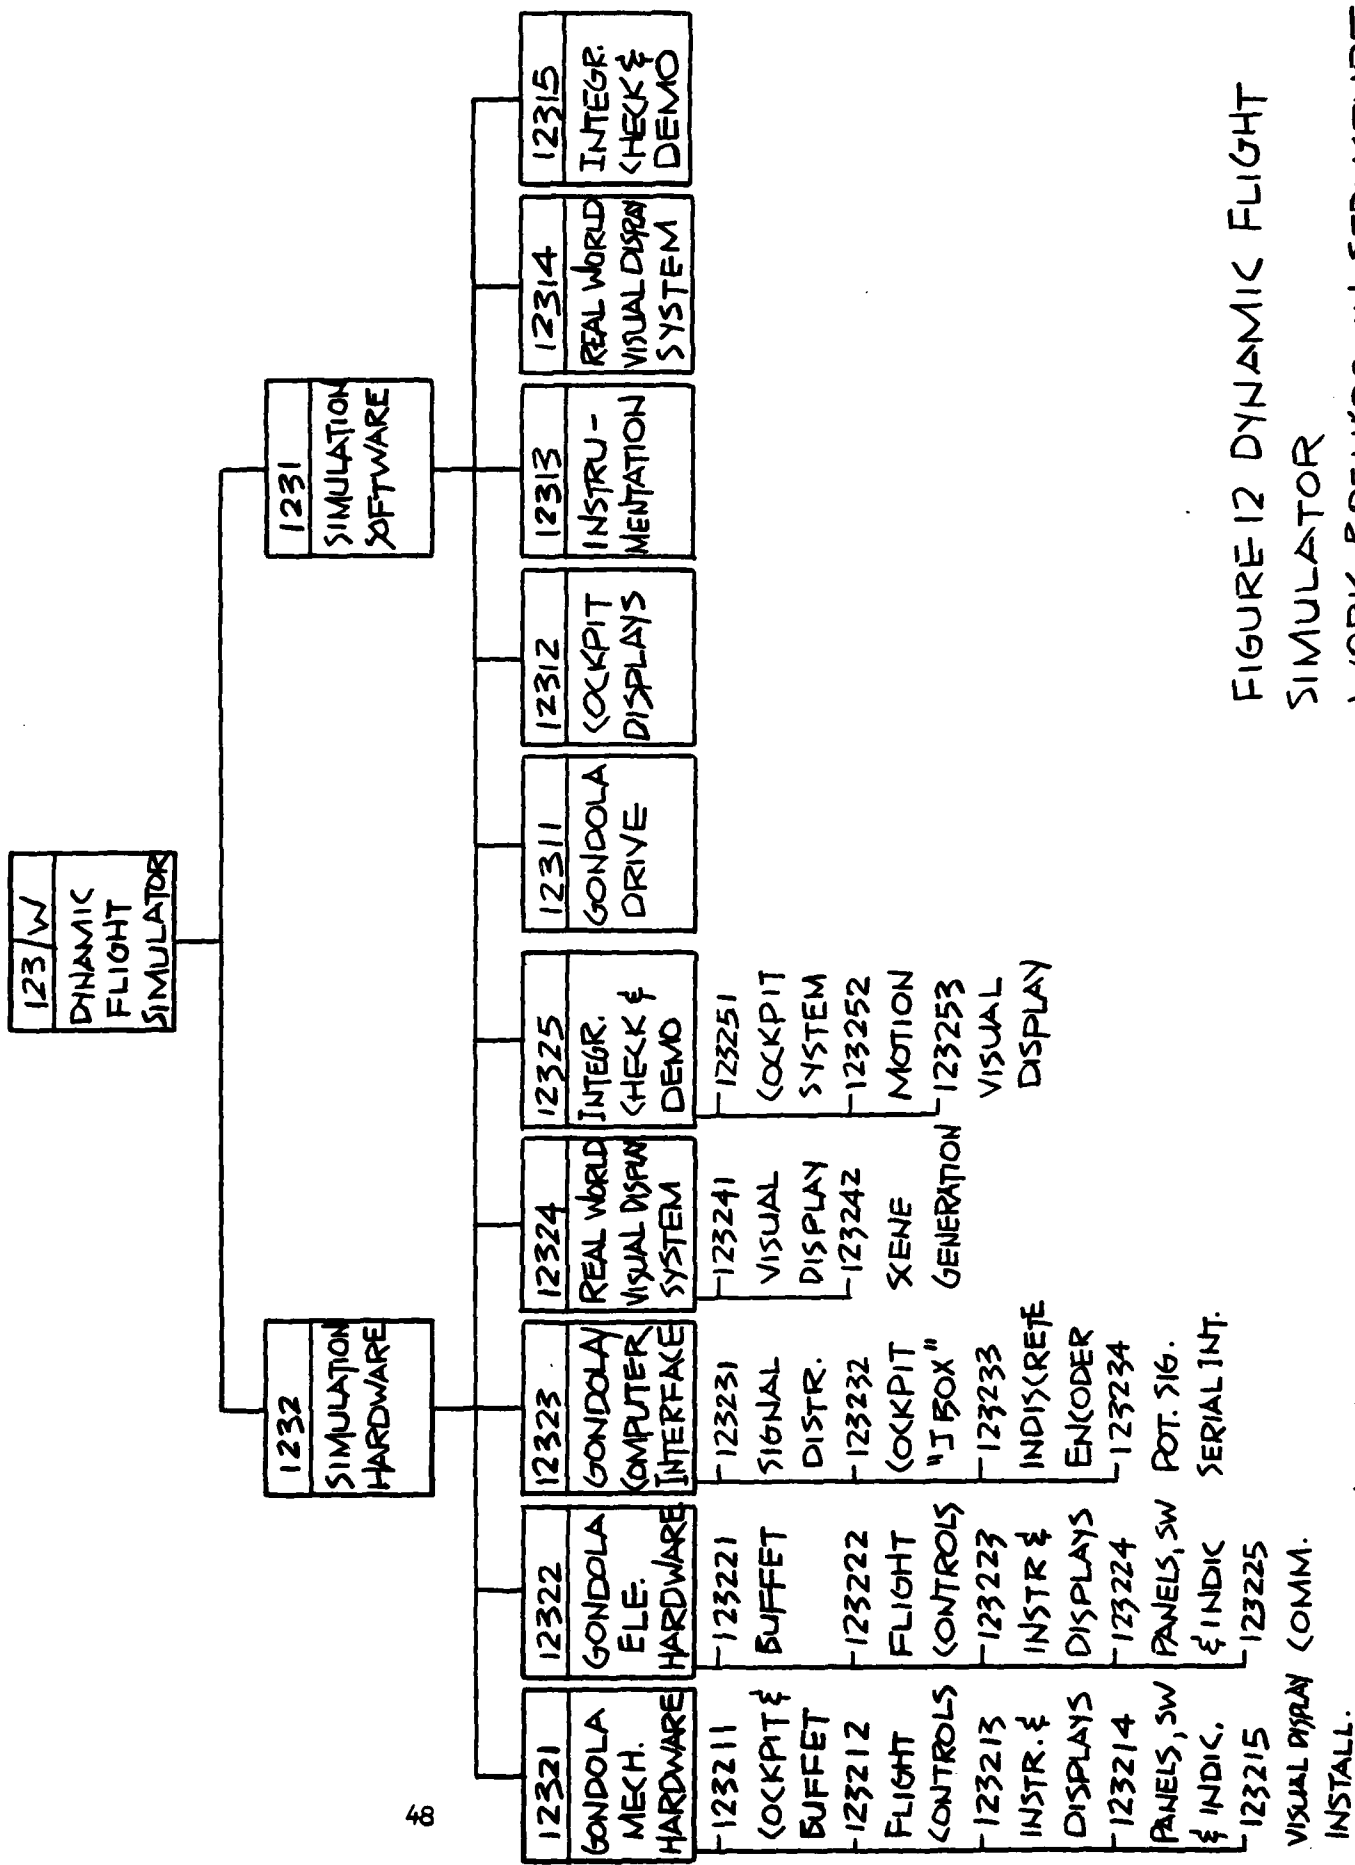 123/W
DYNAMIC
FLIGHT
SIMULATOR
1232
SIMULATION
HARDWARE
1231
SIMULATION
SOFTWARE
12321
GONDOLA
MECH.
HARDWARE
123211
COCKPIT &
BUFFET
123212
FLIGHT
CONTROLS
123213
INSTR. &
DISPLAYS
123214
PANELS, SW
& INDIC.
123215
VISUAL DISPLAY
INSTALL.
12322
GONDOLA
ELE.
HARDWARE
123221
BUFFET
123222
FLIGHT
CONTROLS
123223
INSTR &
DISPLAYS
123224
PANELS, SW
& INDIC
123225
COMM.
12323
GONDOLA/
COMPUTER
INTERFACE
123231
SIGNAL
DISTR.
123232
COCKPIT
"J BOX"
123233
INDISCRETE
ENCODER
123234
POT. SIG.
SERIAL INT.
12324
REAL WORLD
VISUAL DISPLAY
SYSTEM
123241
VISUAL
DISPLAY
123242
SCENE
GENERATION
12325
INTEGR.
CHECK &
DEMO
123251
COCKPIT
SYSTEM
123252
MOTION
123253
VISUAL
DISPLAY
12311
GONDOLA
DRIVE
12312
COCKPIT
DISPLAYS
12313
INSTRU-
MENTATION
12314
REAL WORLD
VISUAL DISPLAY
SYSTEM
12315
INTEGR.
CHECK &
DEMO
FIGURE 12 DYNAMIC FLIGHT
SIMULATOR
48